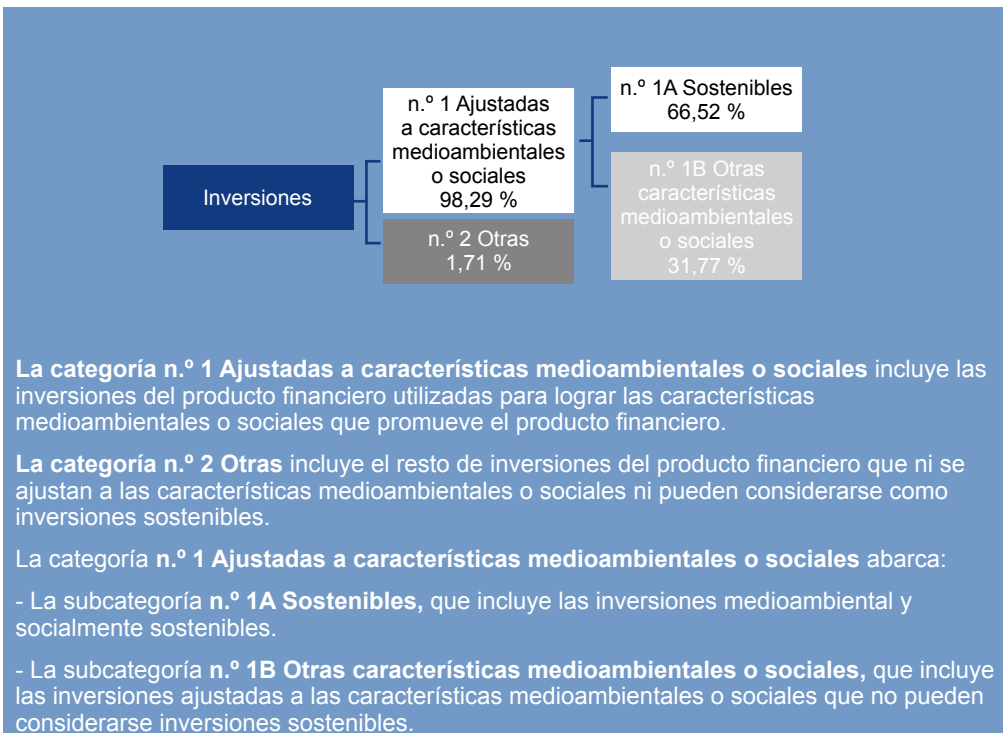 n.º 1 Ajustadas
a características
medioambientales
o sociales
98,29 %
n.º 1A Sostenibles
66,52 %
Inversiones
n.º 2 Otras
1,71 %
n.º 1B Otras
características
medioambientales
o sociales
31,77 %
La categoría n.º 1 Ajustadas a características medioambientales o sociales incluye las
inversiones del producto financiero utilizadas para lograr las características
medioambientales o sociales que promueve el producto financiero.
La categoría n.º 2 Otras incluye el resto de inversiones del producto financiero que ni se
ajustan a las características medioambientales o sociales ni pueden considerarse como
inversiones sostenibles.
La categoría n.º 1 Ajustadas a características medioambientales o sociales abarca:
- La subcategoría n.º 1A Sostenibles, que incluye las inversiones medioambiental y
socialmente sostenibles.
- La subcategoría n.º 1B Otras características medioambientales o sociales, que incluye
las inversiones ajustadas a las características medioambientales o sociales que no pueden
considerarse inversiones sostenibles.